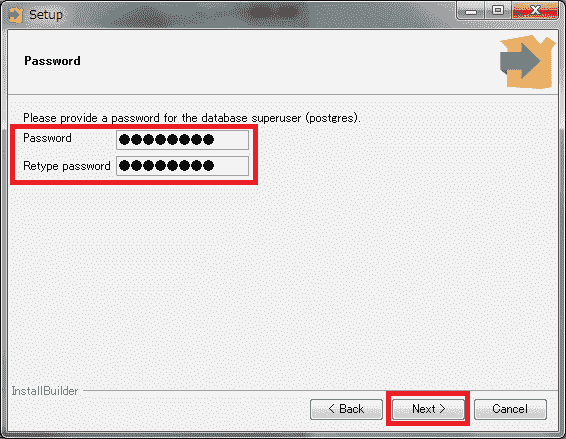 Setup
Password
Please provide a password for the database superuser (postgres).
Password ●●●●●●●●
Retype password ●●●●●●●●
InstallBuilder
< Back Next > Cancel